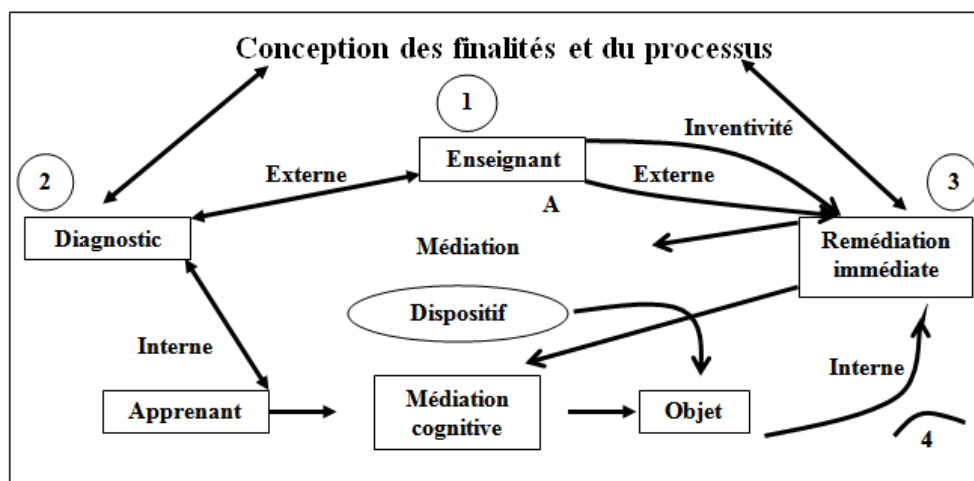 Conception des finalités et du processus
1
Inventivité
Enseignant
Externe
Externe
2
3
A
Diagnostic
Médiation
Remédiation
immédiate
Dispositif
Interne
Interne
Apprenant
Médiation
cognitive
Objet
4